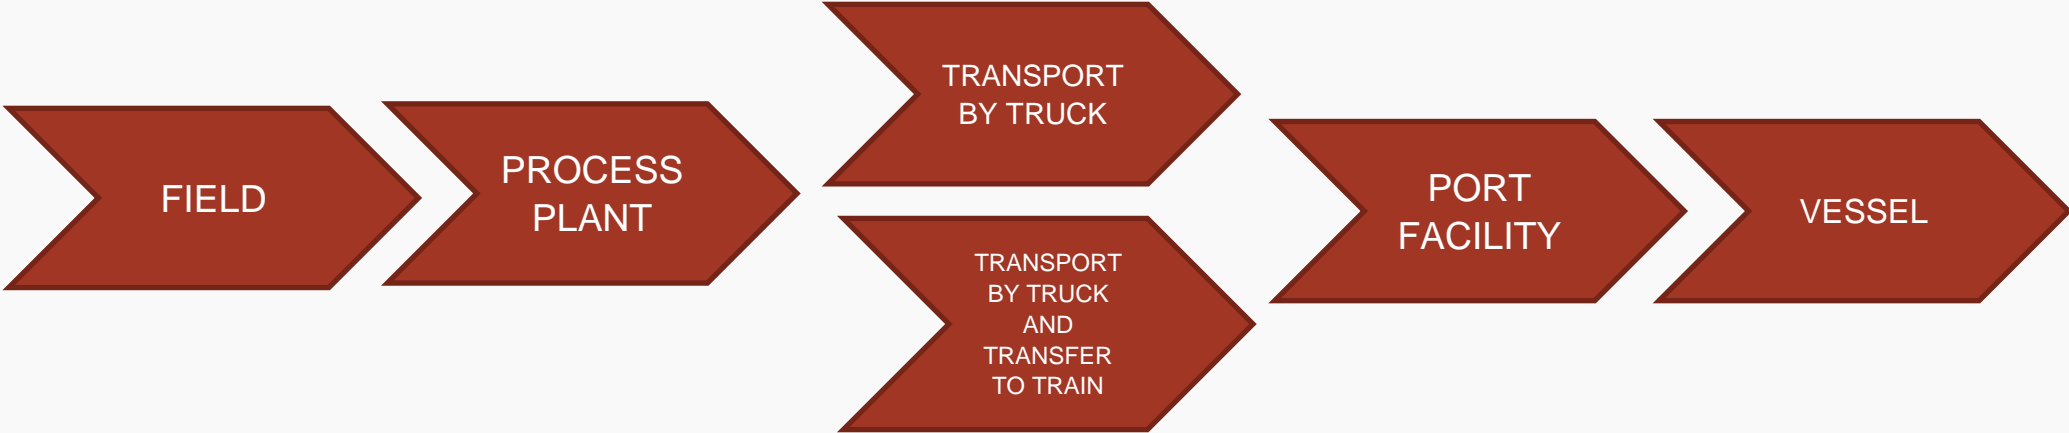 FIELD
PROCESS
PLANT
TRANSPORT
BY TRUCK
TRANSPORT
BY TRUCK
AND
TRANSFER
TO TRAIN
PORT
FACILITY
VESSEL